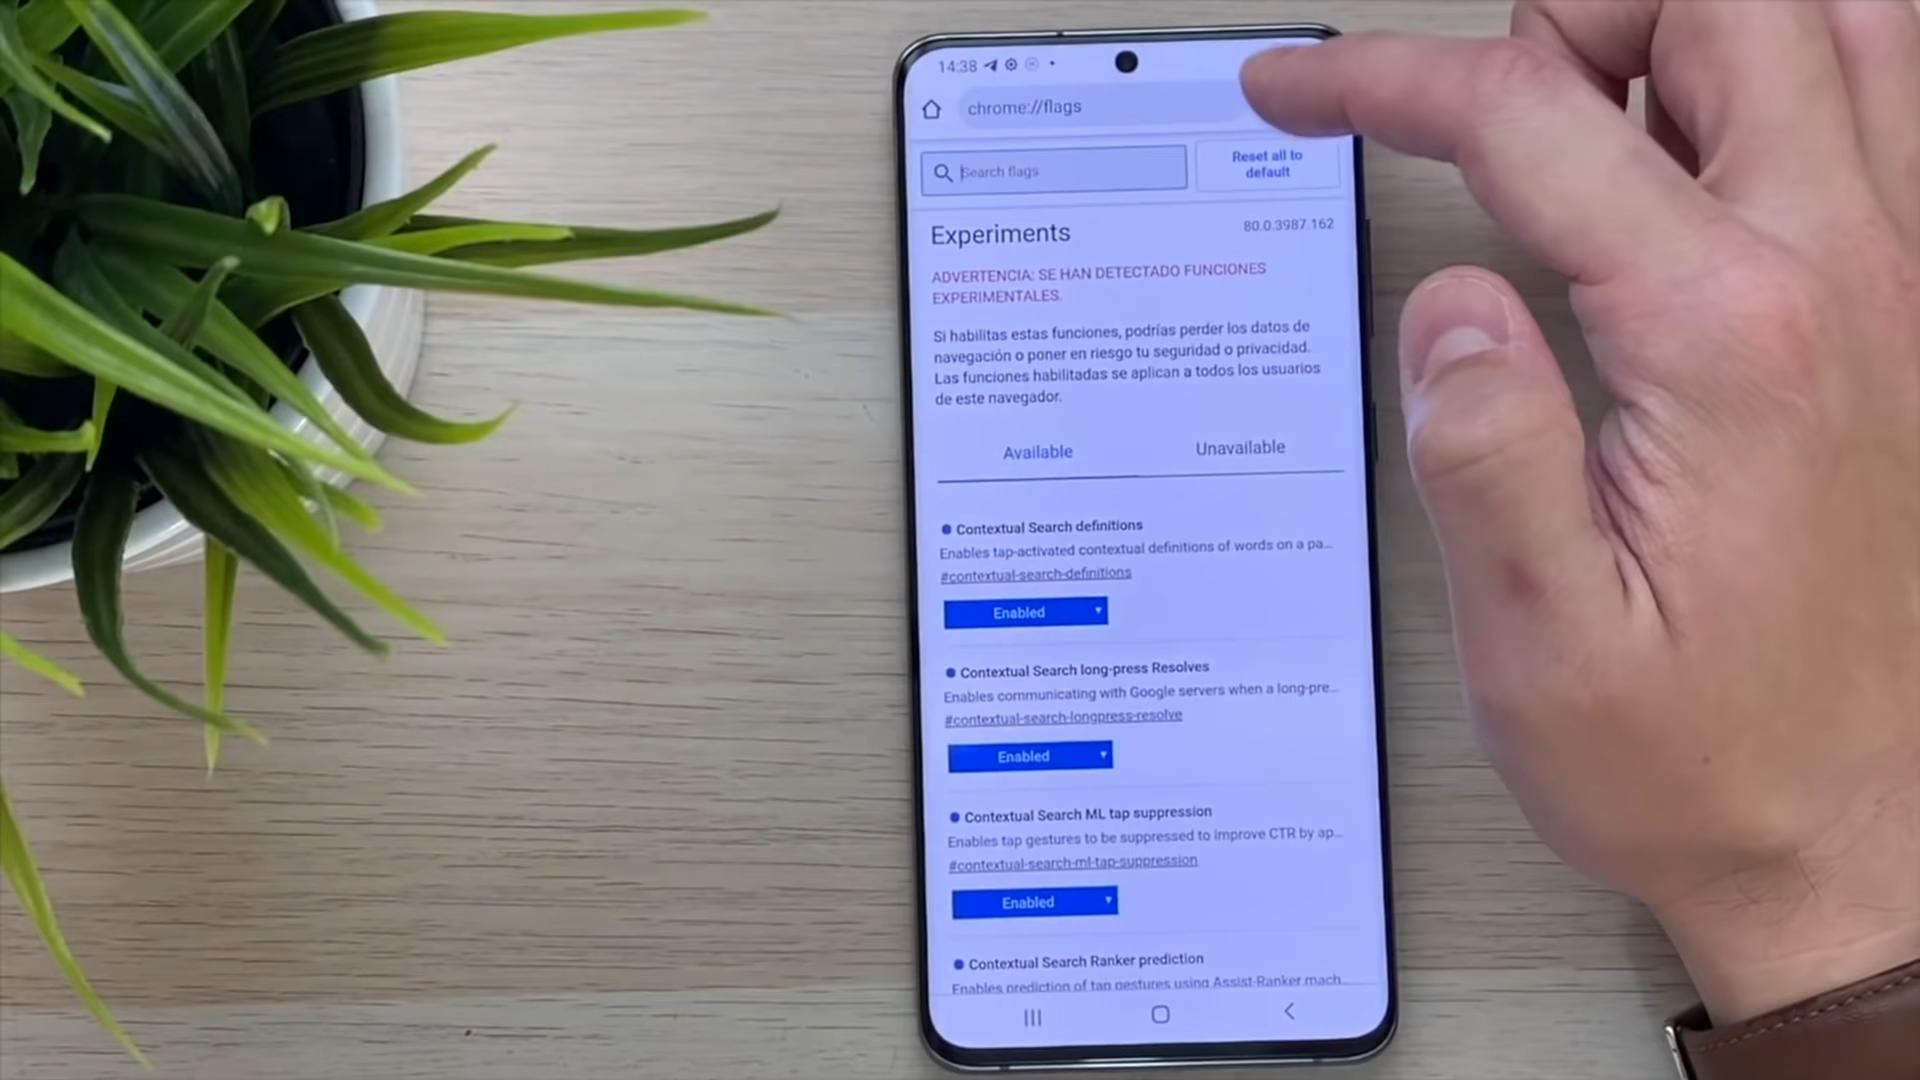 14:38
chrome://flags
Search flags
Reset all to
default
Experiments
80.0.3987.162
ADVERTENCIA: SE HAN DETECTADO FUNCIONES
EXPERIMENTALES.
Si habilitas estas funciones, podrías perder los datos de
navegación o poner en riesgo tu seguridad o privacidad.
Las funciones habilitadas se aplican a todos los usuarios
de este navegador.
Available
Unavailable
Contextual Search definitions
Enables tap-activated contextual definitions of words on a pa...
#contextual-search-definitions
Enabled
Contextual Search long-press Resolves
Enables communicating with Google servers when a long-pre...
#contextual-search-longpress-resolve
Enabled
Contextual Search ML tap suppression
Enables tap gestures to be suppressed to improve CTR by ap...
#contextual-search-ml-tap-suppression
Enabled
Contextual Search Ranker prediction
Enables prediction of tap gestures using Assist-Ranker mach...